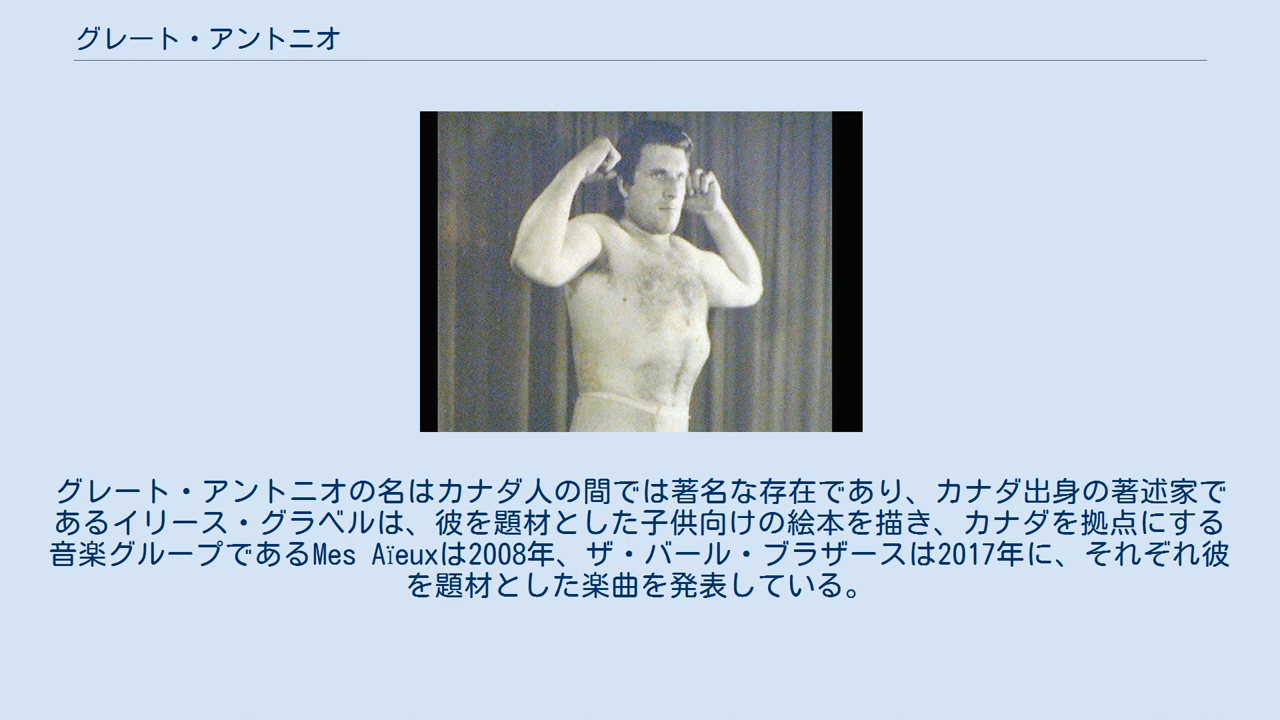 グレート・アントニオ
グレート・アントニオの名はカナダ人の間では著名な存在であり、カナダ出身の著述家で
あるイリース・グラベルは、彼を題材とした子供向けの絵本を描き、カナダを拠点にする
音楽グループであるMes Aïeuxは2008年、ザ・バール・ブラザースは2017年に、それぞれ彼
を題材とした楽曲を発表している。